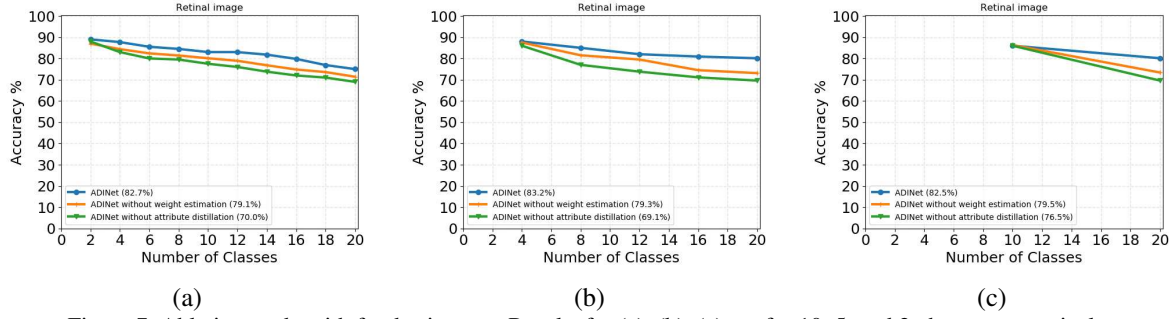 Retinal image
100
90
80
70
60
50
40
30
20
10
0
Accuracy %
ADINet (82.7%)
ADINet without weight estimation (79.1%)
ADINet without attribute distillation (70.0%)
0 2 4 6 8 10 12 14 16 18 20
Number of Classes
(a)
Retinal image
100
90
80
70
60
50
40
30
20
10
0
Accuracy %
ADINet (83.2%)
ADINet without weight estimation (79.3%)
ADINet without attribute distillation (69.1%)
0 2 4 6 8 10 12 14 16 18 20
Number of Classes
(b)
Retinal image
100
90
80
70
60
50
40
30
20
10
0
Accuracy %
ADINet (82.5%)
ADINet without weight estimation (79.5%)
ADINet without attribute distillation (76.5%)
0 2 4 6 8 10 12 14 16 18 20
Number of Classes
(c)